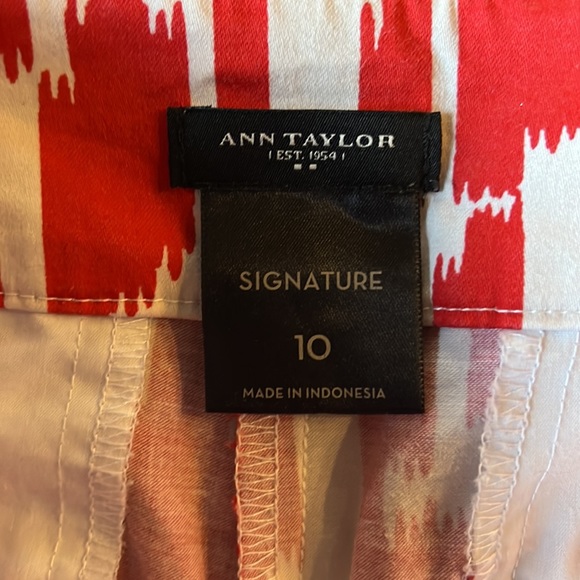 ANN TAYLOR
EST. 1954
SIGNATURE
10
MADE IN INDONESIA